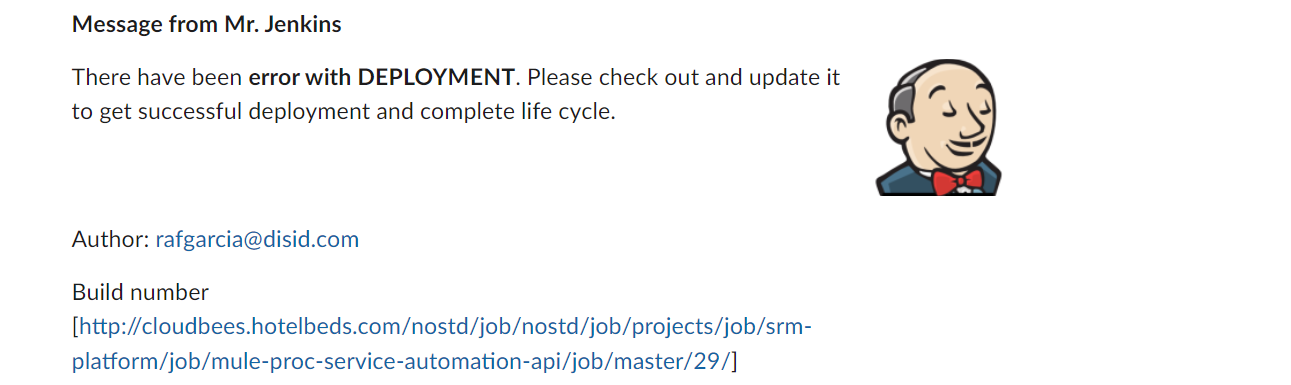 Message from Mr. Jenkins
There have been error with DEPLOYMENT. Please check out and update it
to get successful deployment and complete life cycle.
Author: rafgarcia@disid.com
Build number
[http://cloudbees.hotelbeds.com/nostd/job/nostd/job/projects/job/srm-
platform/job/mule-proc-service-automation-api/job/master/29/]